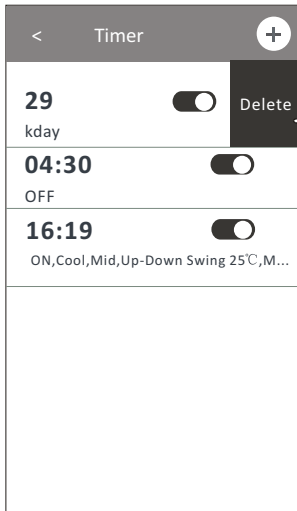 < Timer +
29 Delete
kday
04:30
OFF
16:19
ON,Cool,Mid,Up-Down Swing 25℃,M...